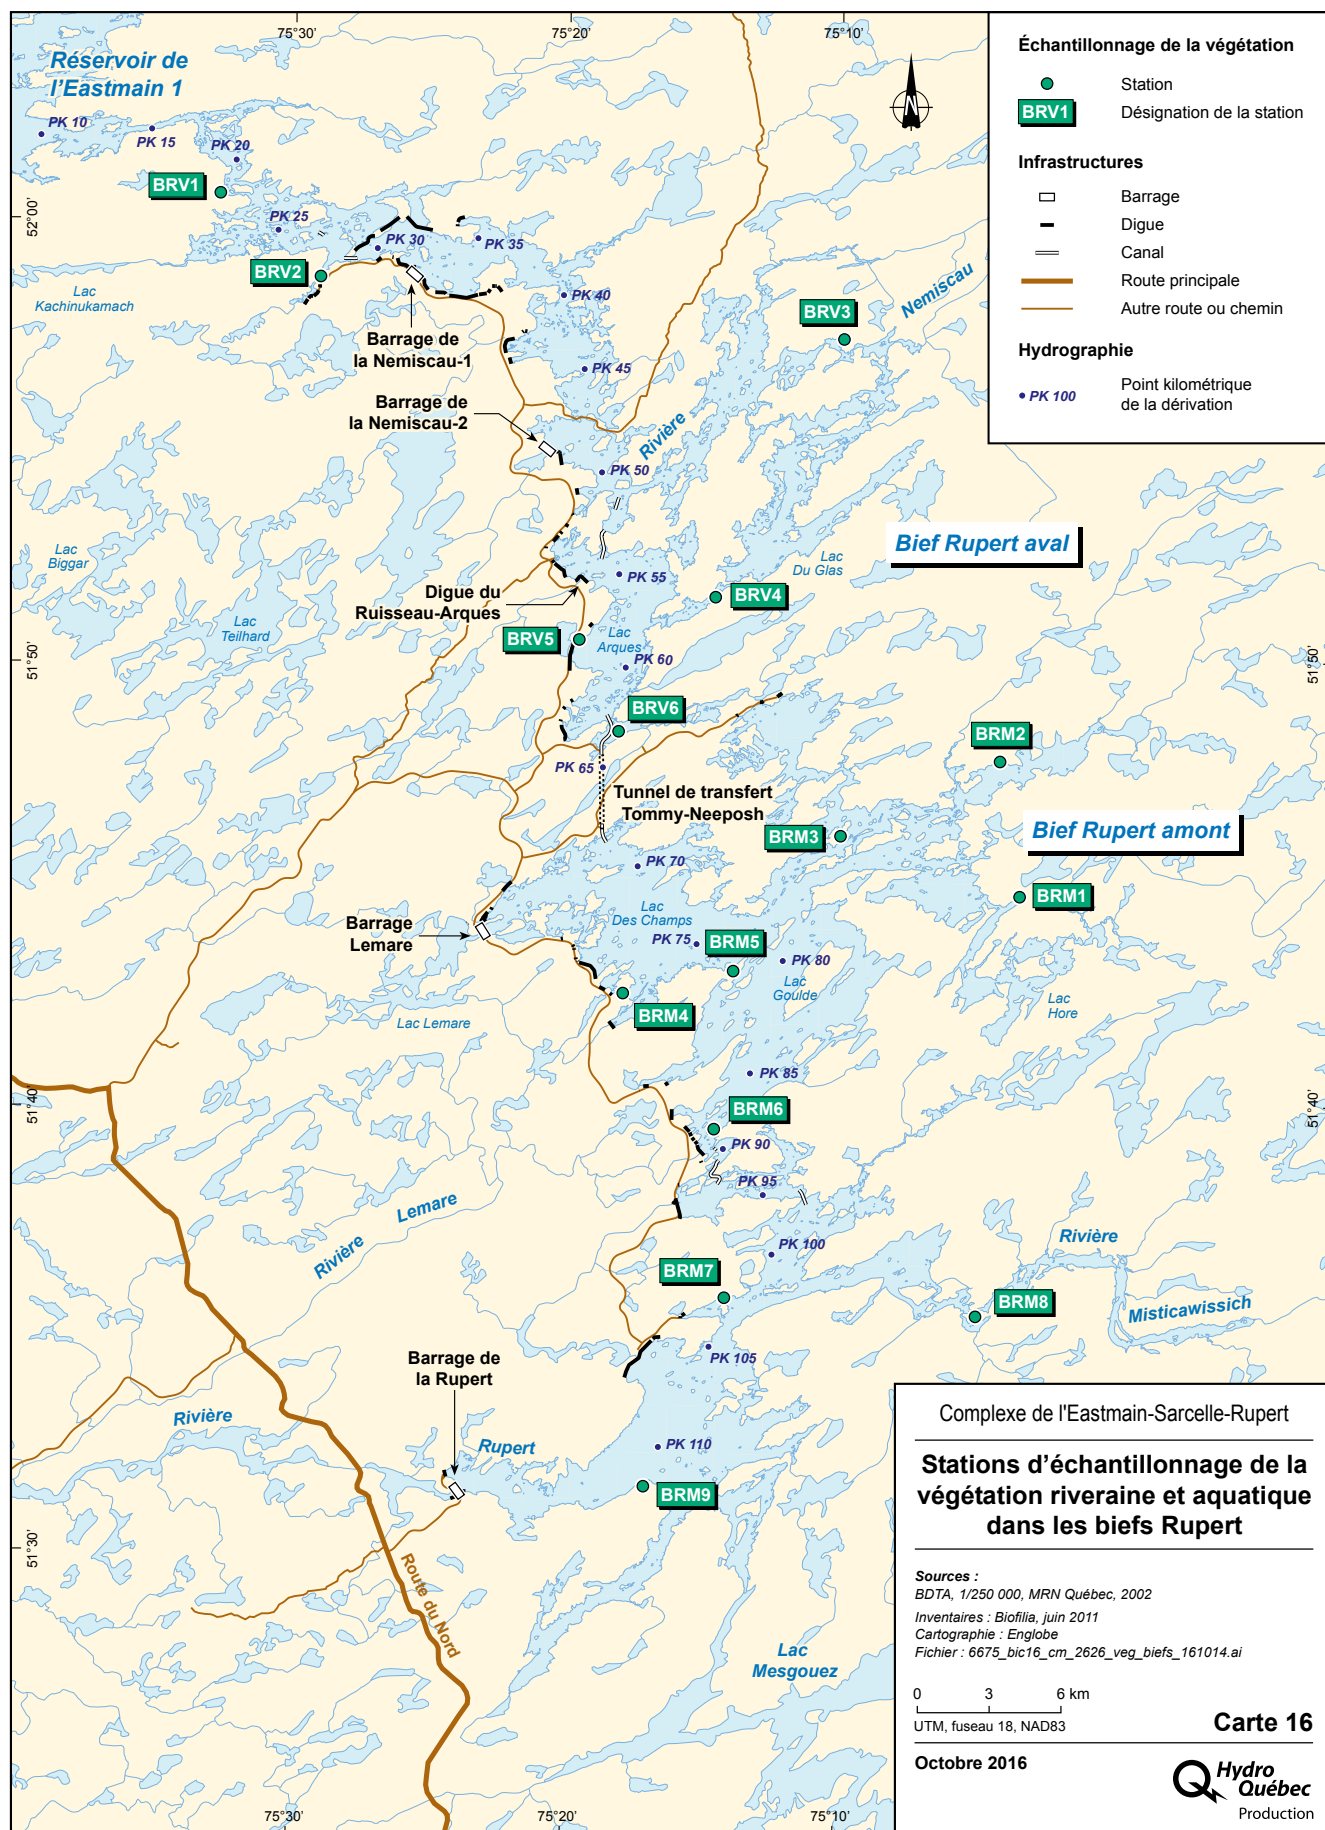 75°30'
75°20'
75°10'
Réservoir de
l'Eastmain 1
PK 10
PK 15
PK 20
BRV1
PK 25
52°00'
PK 30
PK 35
BRV2
Lac
Kachinukamach
PK 40
Nemiscau
BRV3
Barrage de
la Nemiscau-1
PK 45
Barrage de
la Nemiscau-2
Rivière
PK 50
Bief Rupert aval
Lac
Biggar
Lac
Du Glas
PK 55
Digue du
Ruisseau-Arques
BRV4
Lac
Teilhard
BRV5
Lac
Arques
51°50'
51°50'
PK 60
BRV6
BRM2
PK 65
Tunnel de transfert
Tommy-Neeposh
BRM3
Bief Rupert amont
PK 70
BRM1
Lac
Des Champs
Barrage
Lemare
PK 75
BRM5
PK 80
Lac
Goulde
Lac
Hore
BRM4
Lac Lemare
PK 85
51°40'
51°40'
BRM6
PK 90
PK 95
Rivière
Lemare
PK 100
Rivière
Misticawissich
BRM7
BRM8
PK 105
Barrage de
la Rupert
Rivière
Rupert
PK 110
BRM9
51°30'
Route du Nord
Lac
Mesgouez
75°30'
75°20'
75°10'
Échantillonnage de la végétation
Station
BRV1
Désignation de la station
Infrastructures
Barrage
Digue
Canal
Route principale
Autre route ou chemin
Hydrographie
PK 100
Point kilométrique
de la dérivation
N
Complexe de l'Eastmain-Sarcelle-Rupert
Stations d'échantillonnage de la
végétation riveraine et aquatique
dans les biefs Rupert
Sources :
BDTA, 1/250 000, MRN Québec, 2002
Inventaires : Biofilia, juin 2011
Cartographie : Englobe
Fichier : 6675_bic16_cm_2626_veg_biefs_161014.ai
0 3 6 km
UTM, fuseau 18, NAD83
Carte 16
Octobre 2016
Hydro
Québec
Production